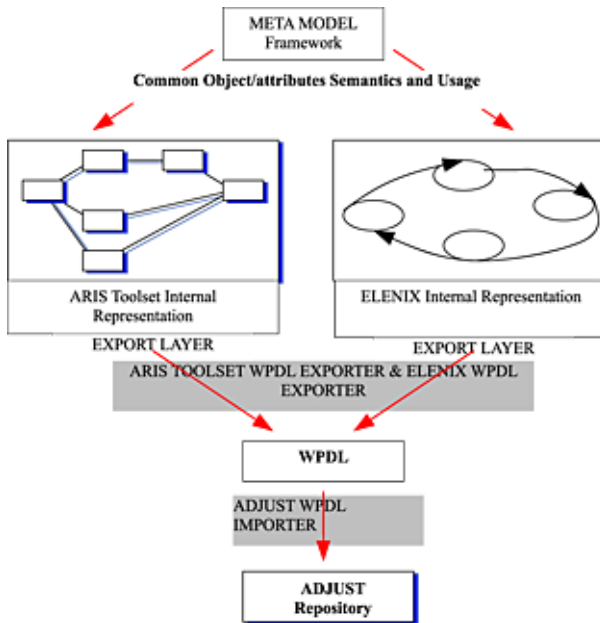 META MODEL
Framework
Common Object/attributes Semantics and Usage
ARIS Toolset Internal
Representation
ELENIX Internal Representation
EXPORT LAYER
EXPORT LAYER
ARIS TOOLSET WPDL EXPORTER & ELENIX WPDL
EXPORTER
WPDL
ADJUST WPDL
IMPORTER
ADJUST
Repository